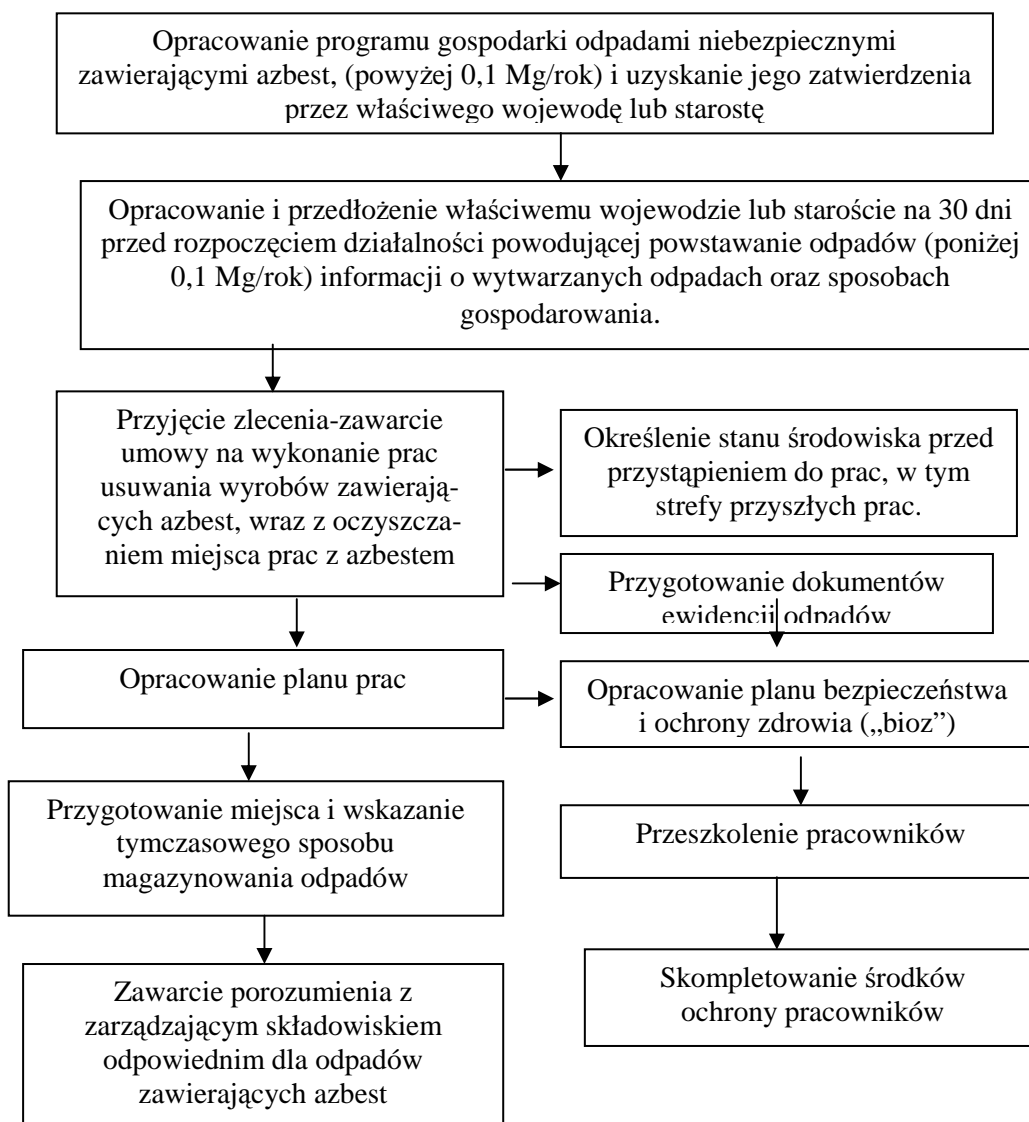 Opracowanie programu gospodarki odpadami niebezpiecznymi
zawierającymi azbest, (powyżej 0,1 Mg/rok) i uzyskanie jego zatwierdzenia
przez właściwego wojewodę lub starostę
Opracowanie i przedłożenie właściwemu wojewodzie lub staroście na 30 dni
przed rozpoczęciem działalności powodującej powstawanie odpadów (poniżej
0,1 Mg/rok) informacji o wytwarzanych odpadach oraz sposobach
gospodarowania.
Przyjęcie zlecenia-zawarcie
umowy na wykonanie prac
usuwania wyrobów zawierają-
cych azbest, wraz z oczyszcza-
niem miejsca prac z azbestem
Określenie stanu środowiska przed
przystąpieniem do prac, w tym
strefy przyszłych prac.
Przygotowanie dokumentów
ewidencji odpadów
Opracowanie planu prac
Opracowanie planu bezpieczeństwa
i ochrony zdrowia („bioz”)
Przygotowanie miejsca i wskazanie
tymczasowego sposobu
magazynowania odpadów
Przeszkolenie pracowników
Zawarcie porozumienia z
zarządzającym składowiskiem
odpowiednim dla odpadów
zawierających azbest
Skompletowanie środków
ochrony pracowników